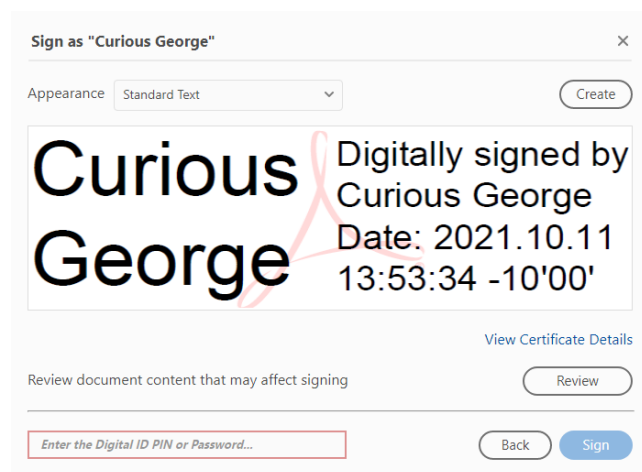 Sign as "Curious George"
Appearance Standard Text Create
Curious
George
Digitally signed by
Curious George
Date: 2021.10.11
13:53:34 -10'00'
View Certificate Details
Review document content that may affect signing Review
Enter the Digital ID PIN or Password... Back Sign